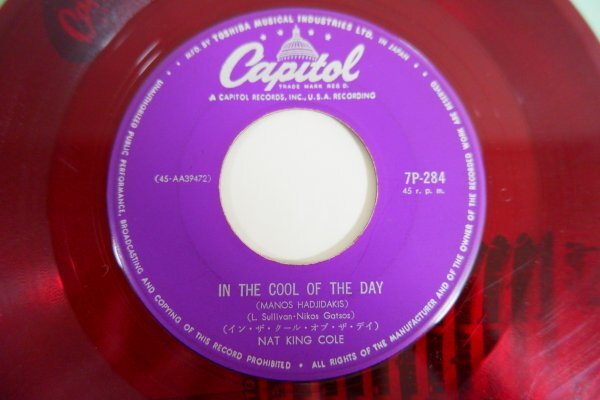 MFD. BY TOSHIBA MUSICAL INDUSTRIES LTD. IN JAPAN
Capitol
TRADE MARK REG D.
A CAPITOL RECORDS, INC., U.S.A. RECORDING
(45-AA39472)
7P-284
45 r. p. m.
IN THE COOL OF THE DAY
(MANOS HADJIDAKIS)
(L. Sullivan-Nikos Gatsos)
(イン・ザ・クール・オブ・ザ・デイ)
NAT KING COLE
UNAUTHORIZED PUBLIC PERFORMANCE, BROADCASTING AND COPYING OF THIS RECORD PROHIBITED • ALL RIGHTS OF THE MANUFACTURER AND OF THE OWNER OF THE RECORDED WORK ARE RESERVED